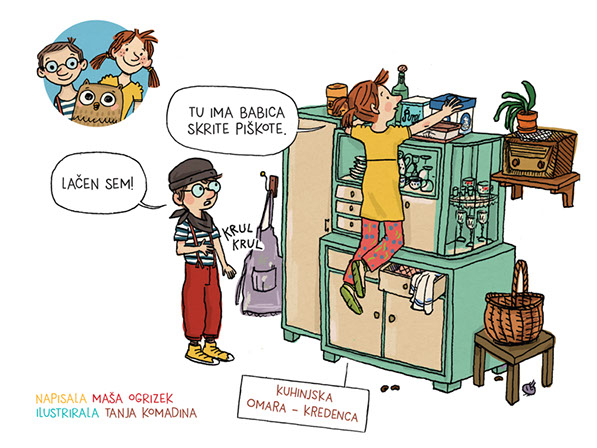 TU IMA BABICA
SKRITE PIŠKOTE.
LAČEN SEM!
KRUL
KRUL
KUHINJSKA
OMARA – KREDENCA
NAPISALA MAŠA OGRIZEK
ILUSTRIRALA TANJA KOMADINA